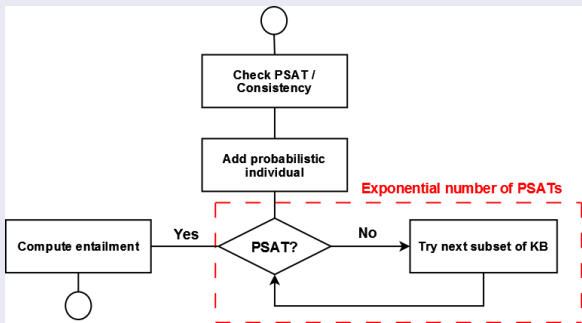 Check PSAT /
Consistency
Add probabilistic
individual
Exponential number of PSATs
Compute entailment
Yes
PSAT?
No
Try next subset of KB